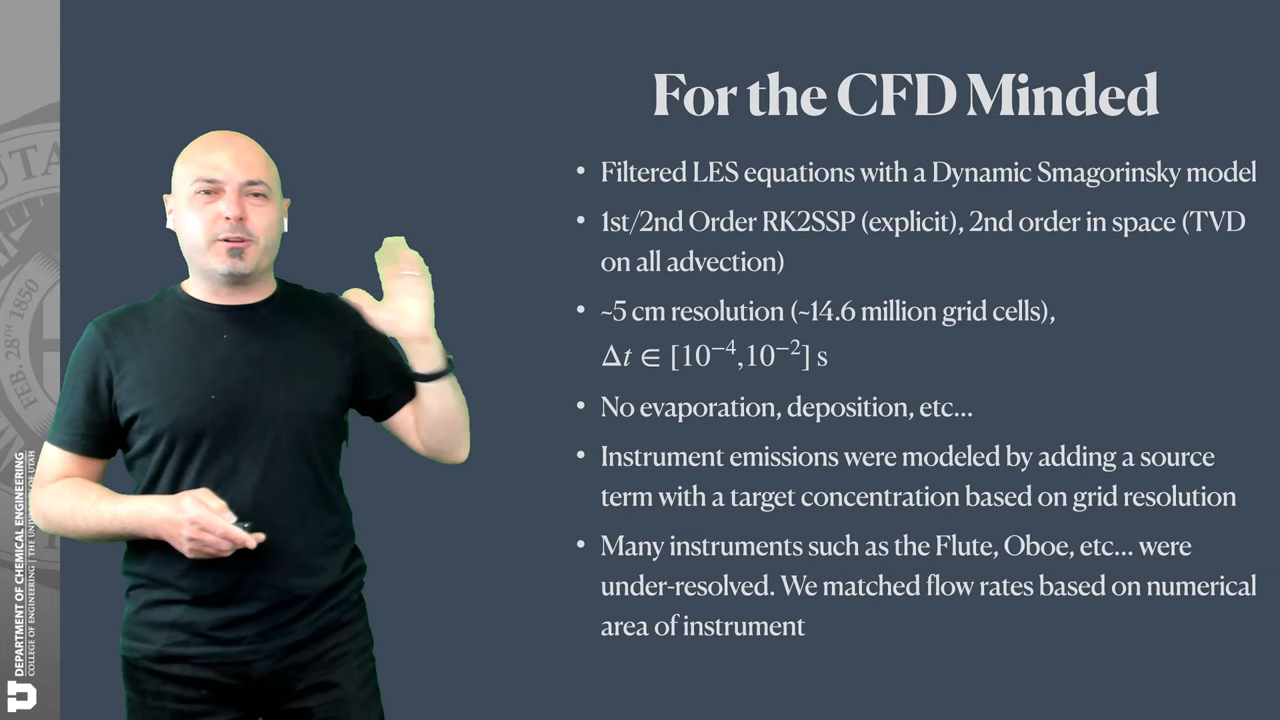 For the CFD Minded
• Filtered LES equations with a Dynamic Smagorinsky model
• 1st/2nd Order RK2SSP (explicit), 2nd order in space (TVD
on all advection)
• ~5 cm resolution (~14.6 million grid cells),
Δt ∈ [10⁻⁴,10⁻²] s
• No evaporation, deposition, etc…
• Instrument emissions were modeled by adding a source
term with a target concentration based on grid resolution
• Many instruments such as the Flute, Oboe, etc… were
under-resolved. We matched flow rates based on numerical
area of instrument
UTA
FEB. 28TH 1850
DEPARTMENT OF CHEMICAL ENGINEERING
COLLEGE OF ENGINEERING | THE UNIVERSITY OF UTAH
U